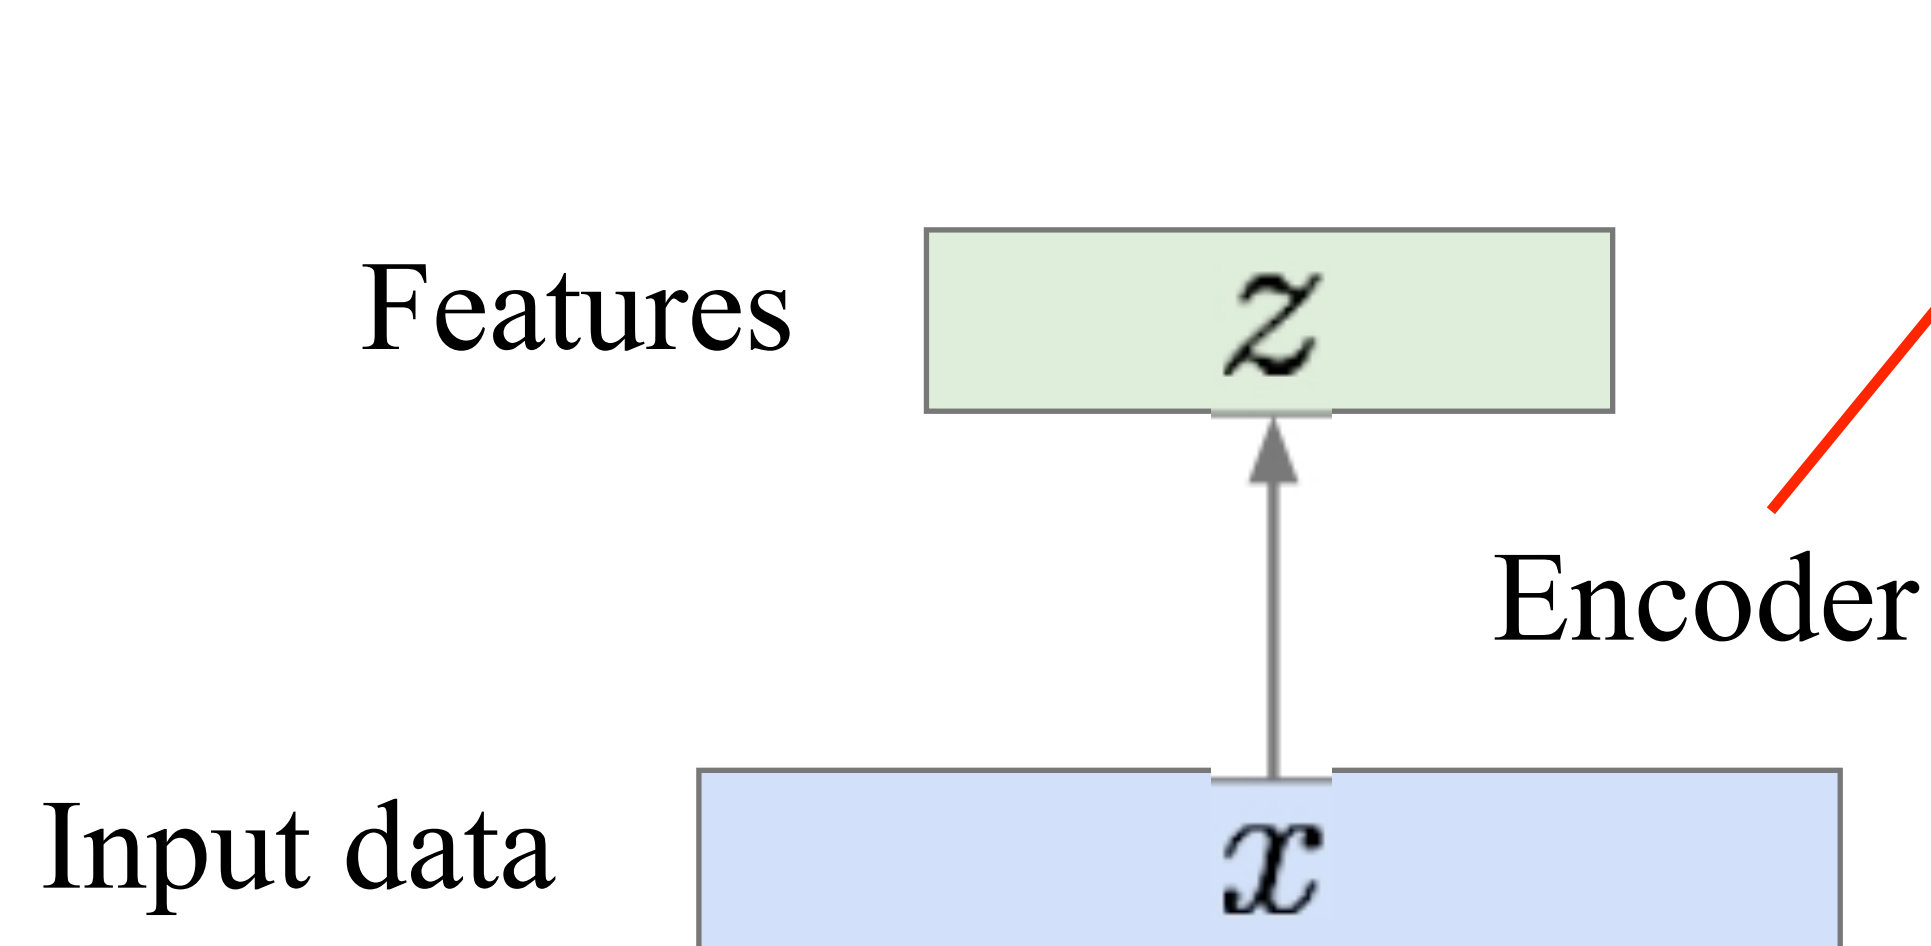 Features
z
Encoder
Input data
x